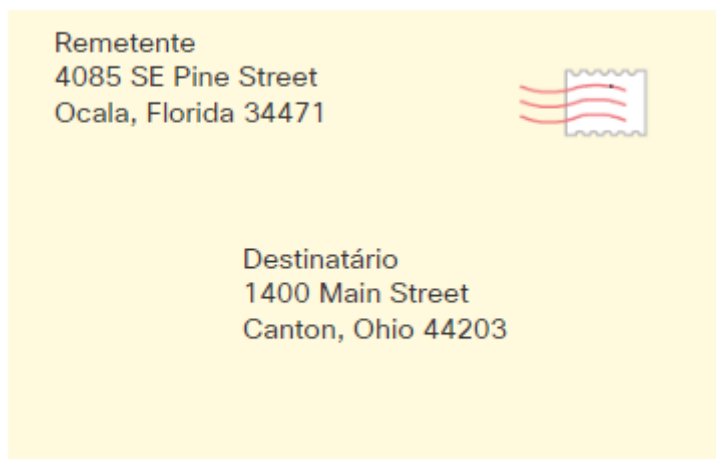 Remetente
4085 SE Pine Street
Ocala, Florida 34471
Destinatário
1400 Main Street
Canton, Ohio 44203